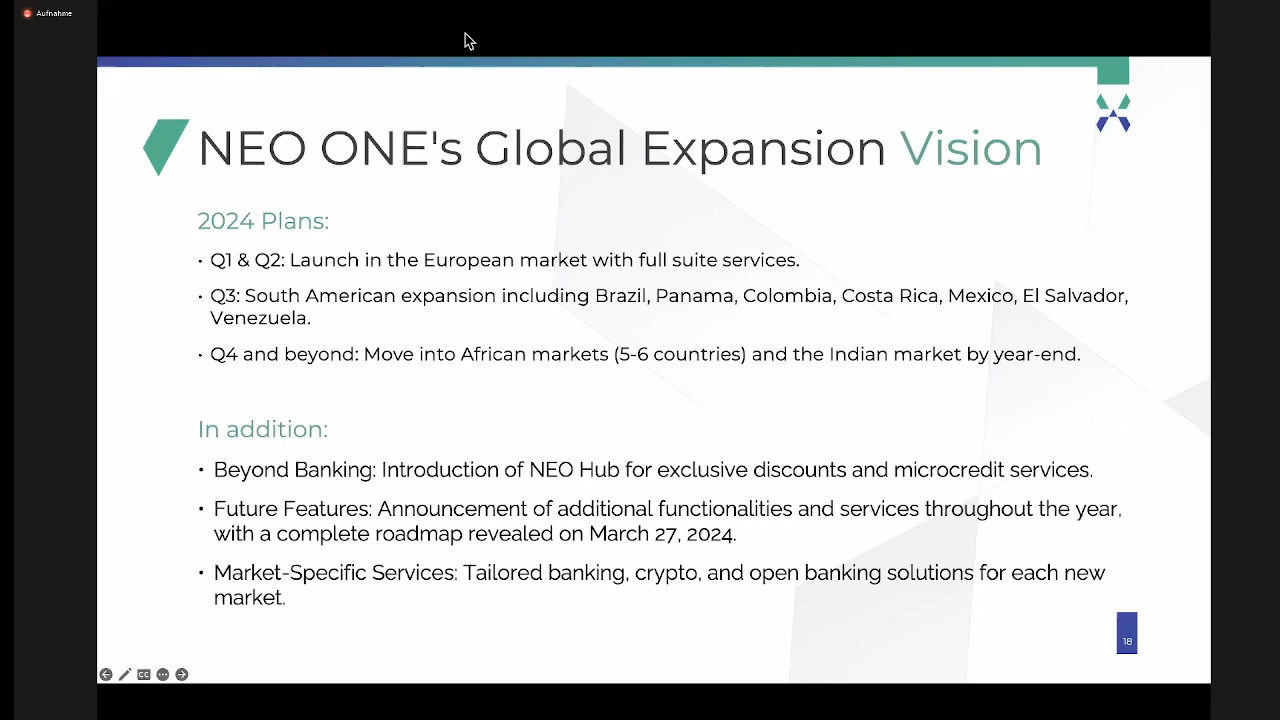 Aufnahme
NEO ONE's Global Expansion Vision
2024 Plans:
• Q1 & Q2: Launch in the European market with full suite services.
• Q3: South American expansion including Brazil, Panama, Colombia, Costa Rica, Mexico, El Salvador,
Venezuela.
• Q4 and beyond: Move into African markets (5-6 countries) and the Indian market by year-end.
In addition:
• Beyond Banking: Introduction of NEO Hub for exclusive discounts and microcredit services.
• Future Features: Announcement of additional functionalities and services throughout the year,
with a complete roadmap revealed on March 27, 2024.
• Market-Specific Services: Tailored banking, crypto, and open banking solutions for each new
market.
18
CC